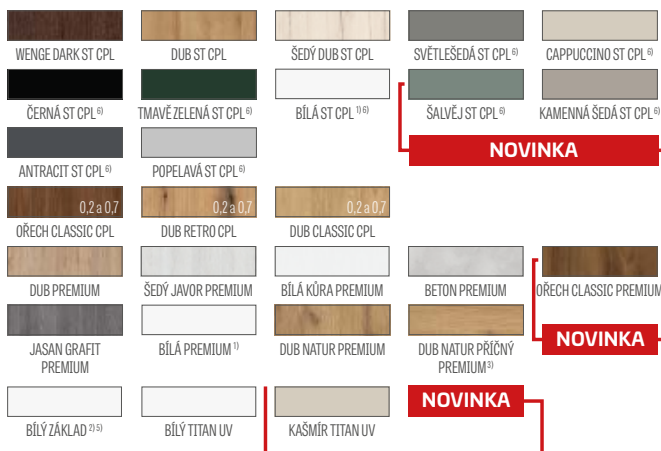 WENGE DARK ST CPL
DUB ST CPL
ŠEDÝ DUB ST CPL
SVĚTLEŠEDÁ ST CPL 6)
CAPPUCCINO ST CPL 6)
ČERNÁ ST CPL 6)
TMAVĚ ZELENÁ ST CPL 6)
BÍLÁ ST CPL 1) 6)
ŠALVĚJ ST CPL 6)
KAMENNÁ ŠEDÁ ST CPL 6)
NOVINKA
ANTRACIT ST CPL 6)
POPELAVÁ ST CPL 6)
0,2 a 0,7
0,2 a 0,7
0,2 a 0,7
OŘECH CLASSIC CPL
DUB RETRO CPL
DUB CLASSIC CPL
DUB PREMIUM
ŠEDÝ JAVOR PREMIUM
BÍLÁ KŮRA PREMIUM
BETON PREMIUM
OŘECH CLASSIC PREMIUM
NOVINKA
JASAN GRAFIT
PREMIUM
BÍLÁ PREMIUM 1)
DUB NATUR PREMIUM
DUB NATUR PŘÍČNÝ
PREMIUM 3)
NOVINKA
BÍLÝ ZÁKLAD 2) 5)
BÍLÝ TITAN UV
KAŠMÍR TITAN UV